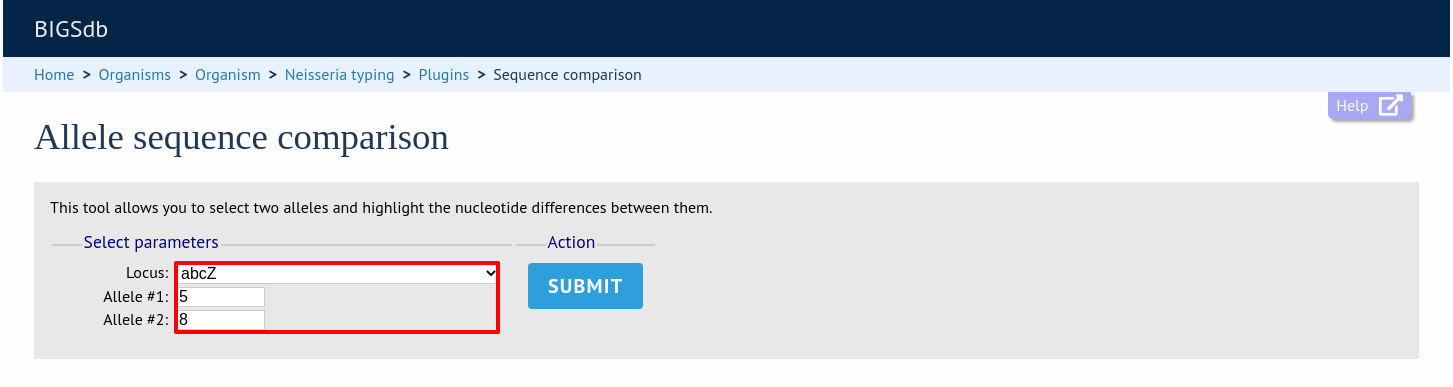 BIGSdb
Home > Organisms > Organism > Neisseria typing > Plugins > Sequence comparison
Help
Allele sequence comparison
This tool allows you to select two alleles and highlight the nucleotide differences between them.
Select parameters
Action
Locus: abcZ
SUBMIT
Allele #1: 5
Allele #2: 8